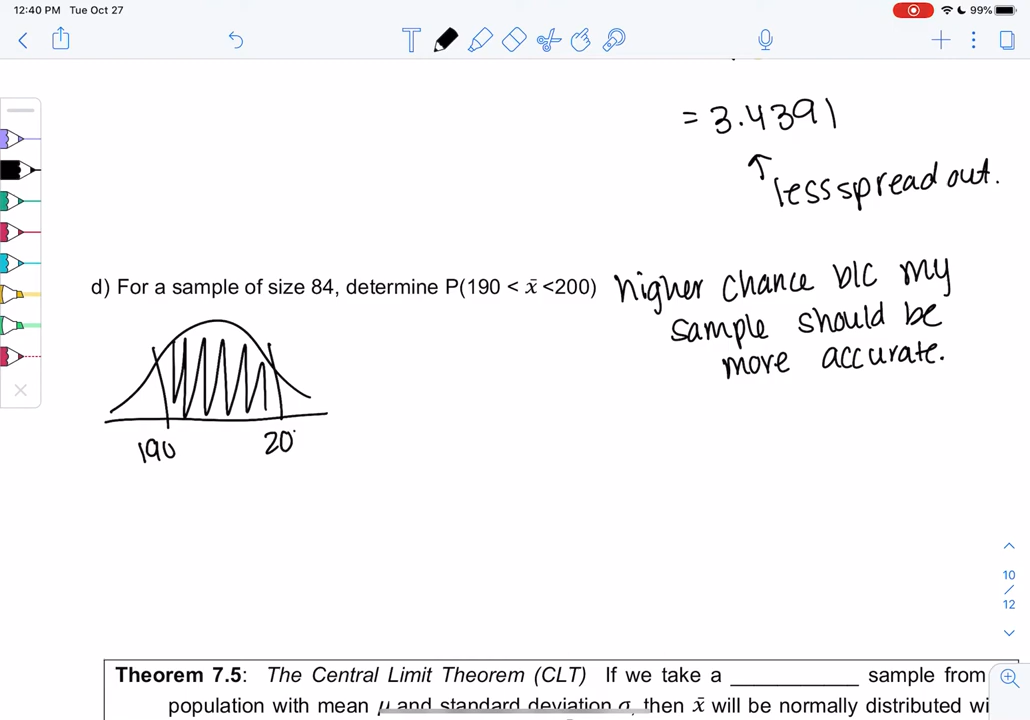 12:40 PM Tue Oct 27
99%
= 3.4391
less spread out.
d) For a sample of size 84, determine P(190 < x̄ <200)
higher chance b/c my
sample should be
more accurate.
190
20
10
/
12
Theorem 7.5: The Central Limit Theorem (CLT) If we take a __________ sample from
population with mean μ and standard deviation σ, then x̄ will be normally distributed wi